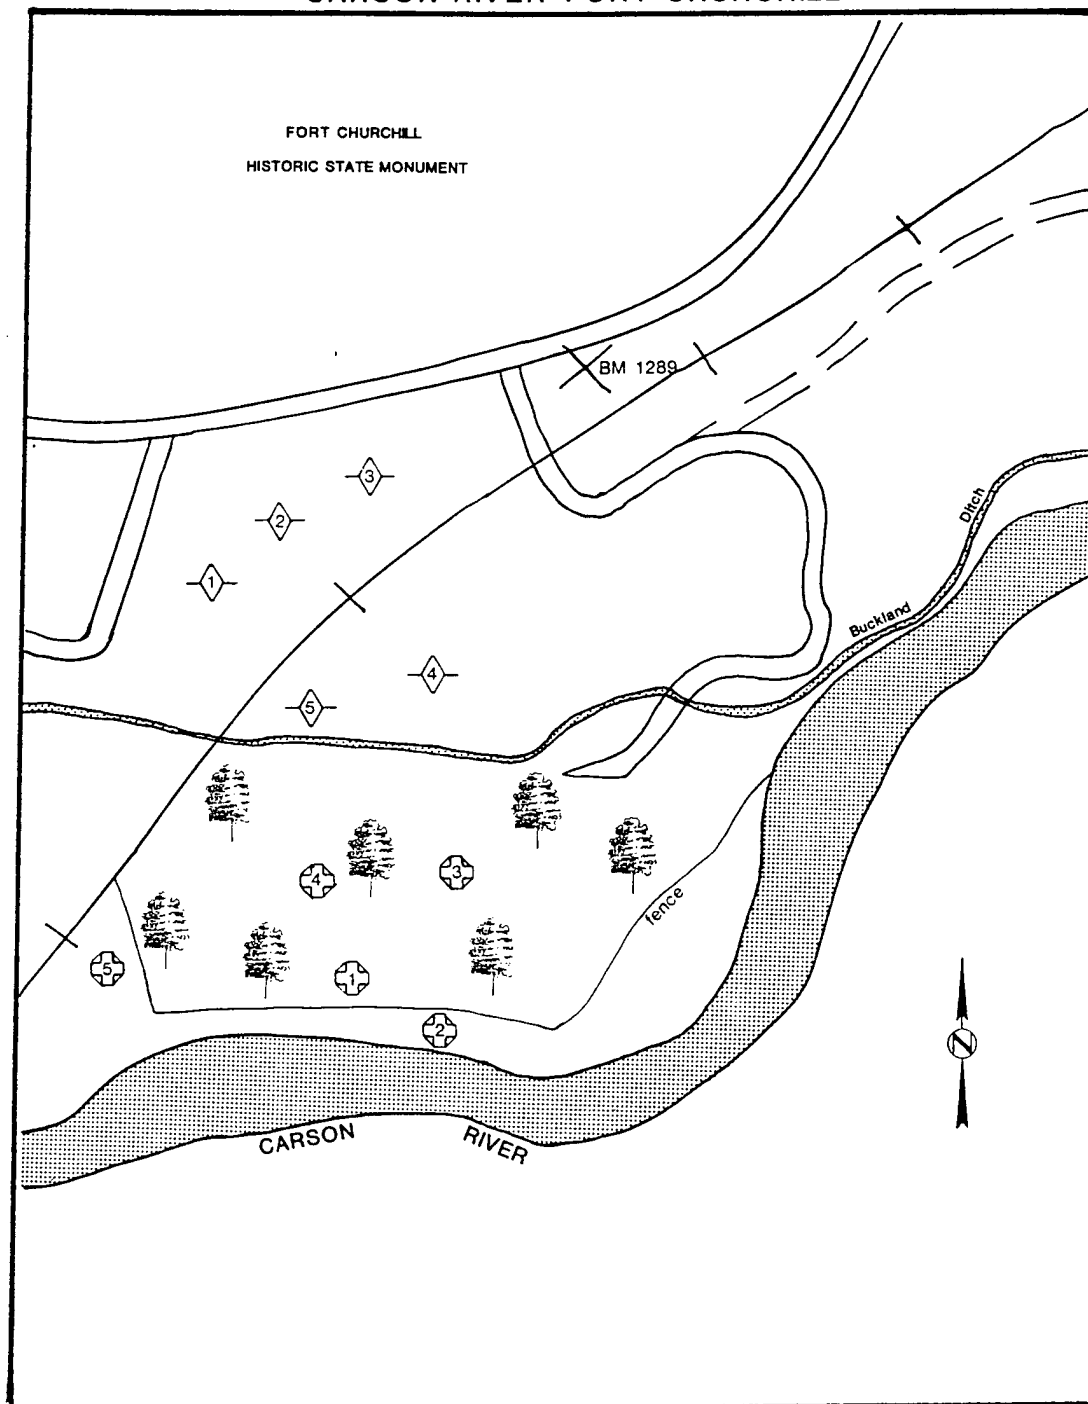 FORT CHURCHILL
HISTORIC STATE MONUMENT
BM 1289
3
2
1
Ditch
Buckland
4
5
4
3
fence
5
1
2
N
CARSON RIVER